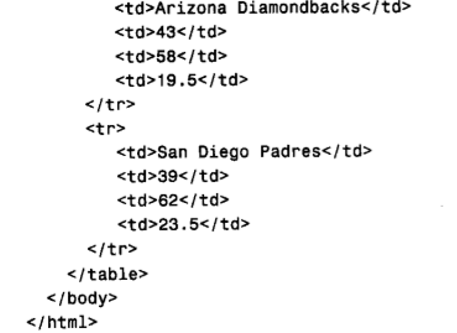 <td>Arizona Diamondbacks</td>
<td>43</td>
<td>58</td>
<td>19.5</td>
</tr>
<tr>
<td>San Diego Padres</td>
<td>39</td>
<td>62</td>
<td>23.5</td>
</tr>
</table>
</body>
</html>